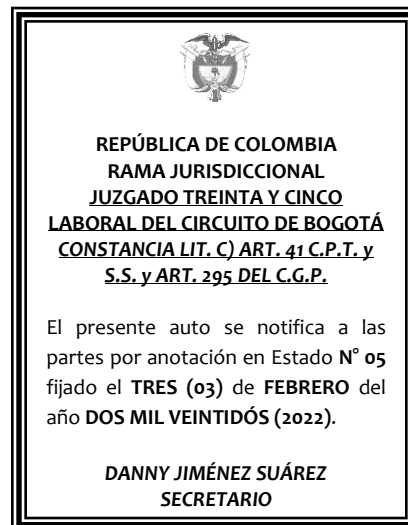 REPÚBLICA DE COLOMBIA
RAMA JURISDICCIONAL
JUZGADO TREINTA Y CINCO
LABORAL DEL CIRCUITO DE BOGOTÁ
CONSTANCIA LIT. C) ART. 41 C.P.T. y
S.S. y ART. 295 DEL C.G.P.
El presente auto se notifica a las
partes por anotación en Estado N° 05
fijado el TRES (03) de FEBRERO del
año DOS MIL VEINTIDÓS (2022).
DANNY JIMÉNEZ SUÁREZ
SECRETARIO